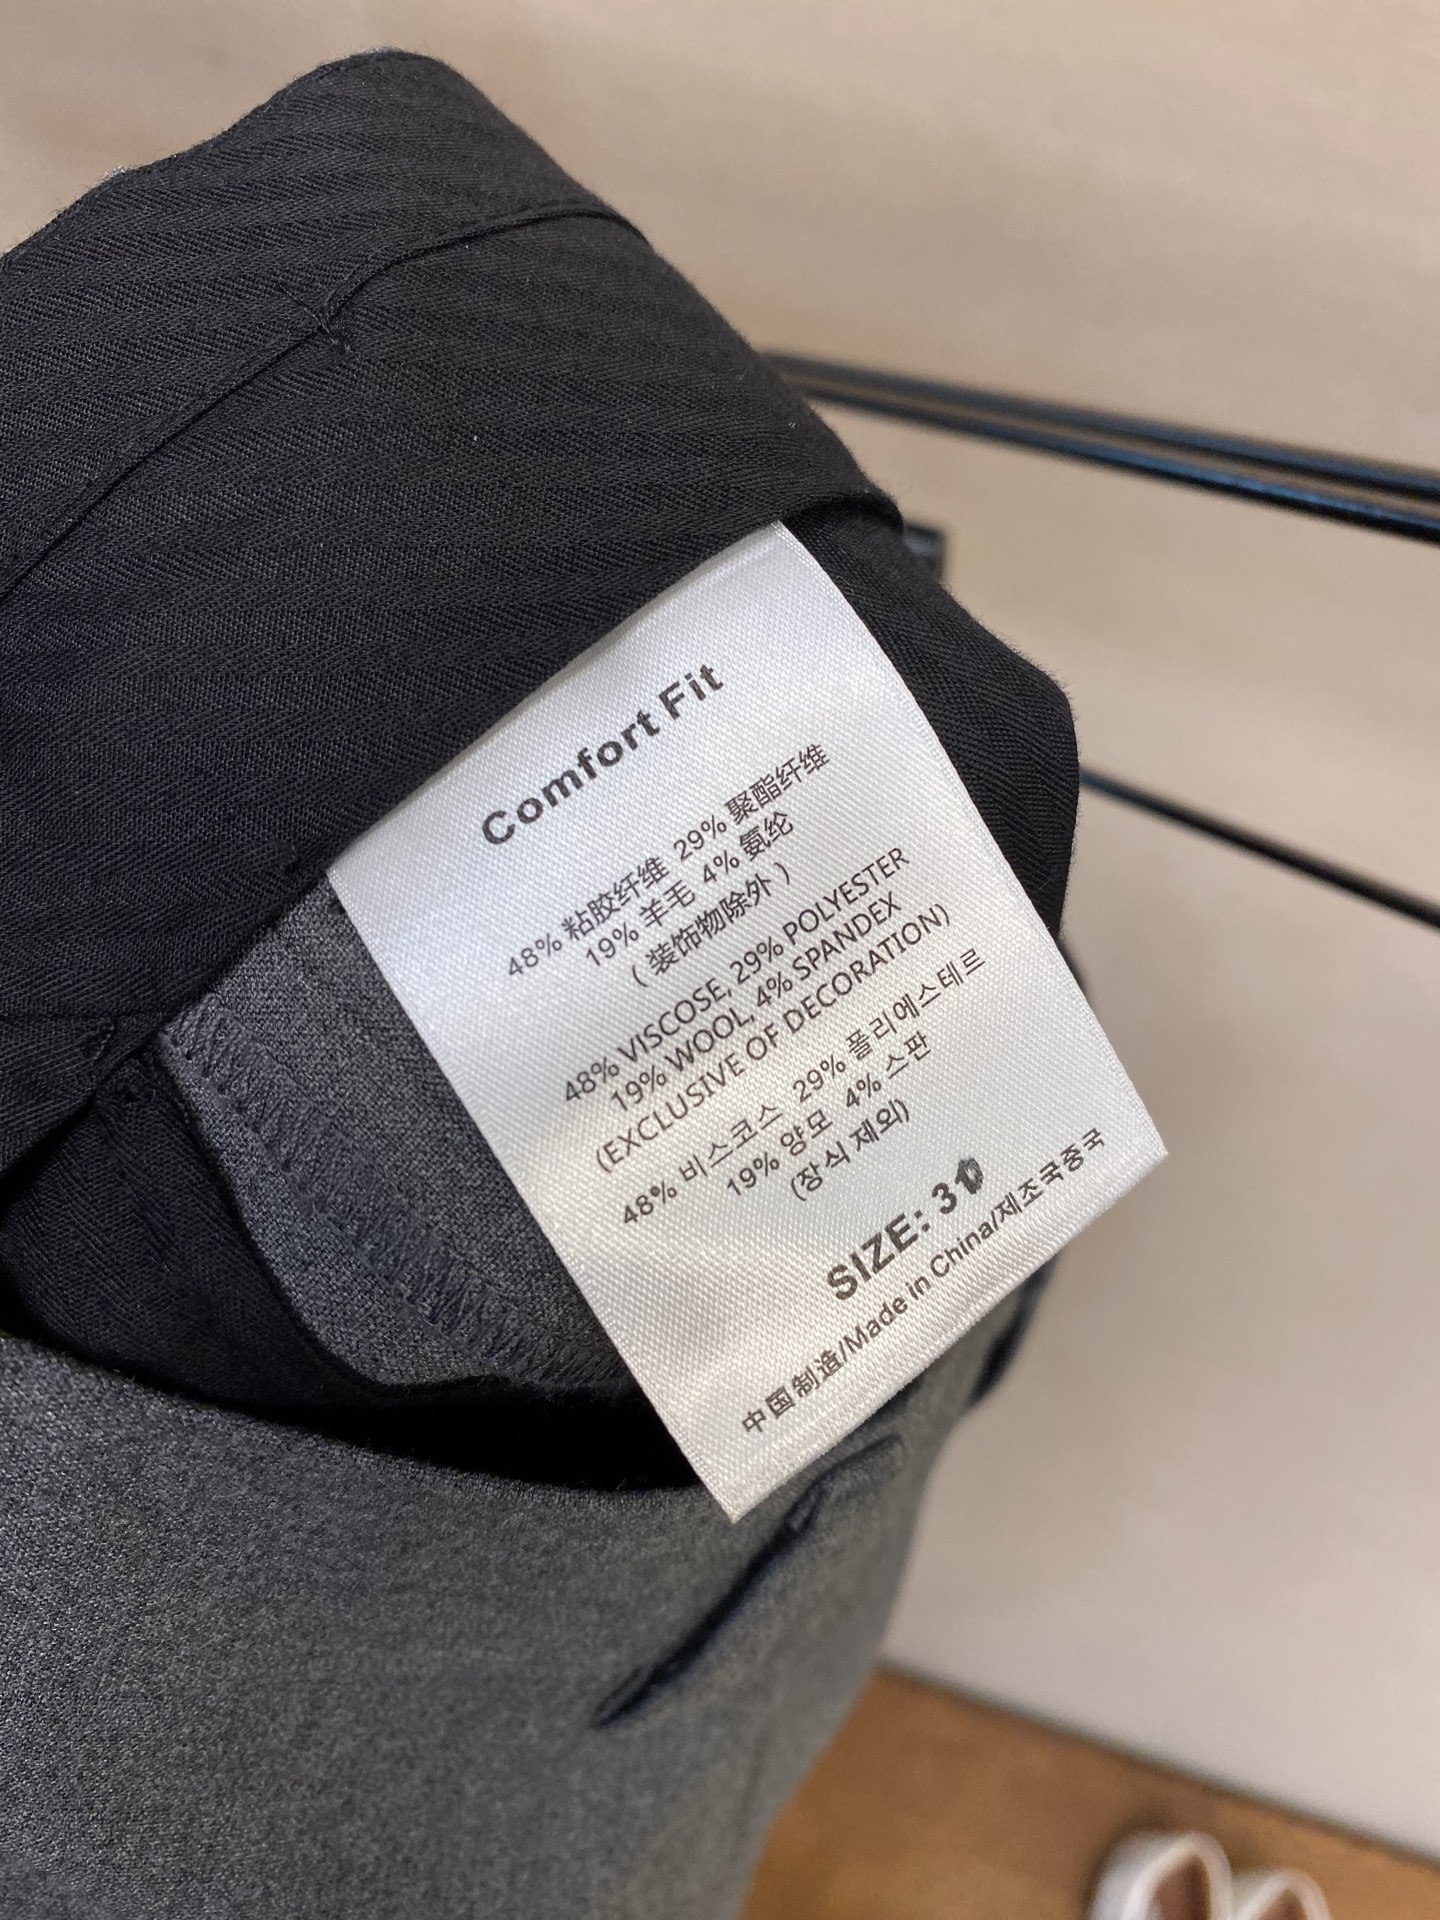 Comfort Fit
48% 粘胶纤维 29% 聚酯纤维
19% 羊毛 4% 氨纶
( 装饰物除外 )
48% VISCOSE, 29% POLYESTER
19% WOOL, 4% SPANDEX
(EXCLUSIVE OF DECORATION)
48% 비스코스 29% 폴리에스테르
19% 양모 4% 스판
(장식 제외)
SIZE:
中国制造/Made in China/제조국중국